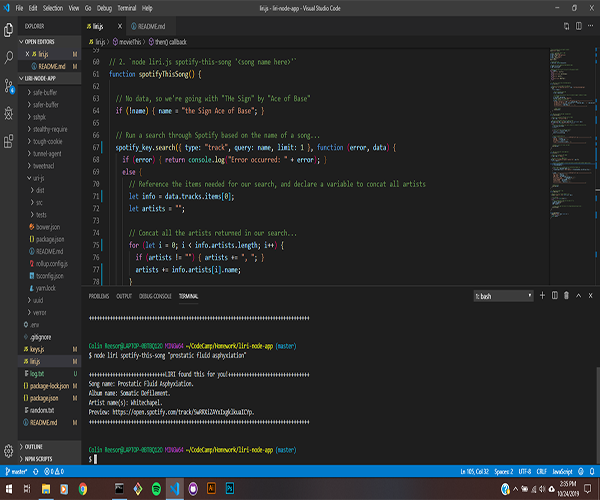 File Edit Selection View Go Debug Terminal Help
liri.js - liri-node-app - Visual Studio Code
EXPLORER
OPEN EDITORS
liri.js M
README.md M
LIRI-NODE-APP
safe-buffer
safer-buffer
sshpk
stealthy-require
tough-cookie
tunnel-agent
tweetnacl
uri-js
dist
src
tests
bower.json
package.json
README.md
rollup.config.js
tsconfig.json
yarn.lock
uuid
verror
.env
.gitignore
keys.js M
liri.js M
log.txt U
package-lock.json M
package.json M
random.txt
README.md M
OUTLINE
NPM SCRIPTS
liri.js README.md
liri.js > movieThis > then() callback
59
60 // 2. `node liri.js spotify-this-song '<song name here>'`
61 function spotifyThisSong() {
62
63 // No data, so we're going with "THe Sign" by "Ace of Base"
64 if (!name) { name = "the Sign Ace of Base"; }
65
66 // Run a search through Spotify based on the name of a song...
67 spotify_key.search({ type: "track", query: name, limit: 1 }, function (error, data) {
68 if (error) { return console.log("Error occurred: " + error); }
69 else {
70 // Reference the items needed for our search, and declare a variable to concat all artists
71 let info = data.tracks.items[0];
72 let artists = "";
73
74 // Concat all the artists returned in our search...
75 for (let i = 0; i < info.artists.length; i++) {
76 if (artists != "") { artists += ", "; }
77 artists += info.artists[i].name;
78 }
PROBLEMS OUTPUT DEBUG CONSOLE TERMINAL
1: bash
Colin Reesor@LAPTOP-0BTBQ12O MINGW64 ~/CodeCamp/Homework/liri-node-app (master)
$ node liri spotify-this-song "prostatic fluid asphyxiation"
LIRI found this for you!
Song name: Prostatic Fluid Asphyxiation.
Album name: Somatic Defilement.
Artist name(s): Whitechapel.
Colin Reesor@LAPTOP-0BTBQ12O MINGW64 ~/CodeCamp/Homework/liri-node-app (master)
$
master* 0 0
Ln 105, Col 32 Spaces: 2 UTF-8 CRLF JavaScript
2:35 PM
10/24/2019